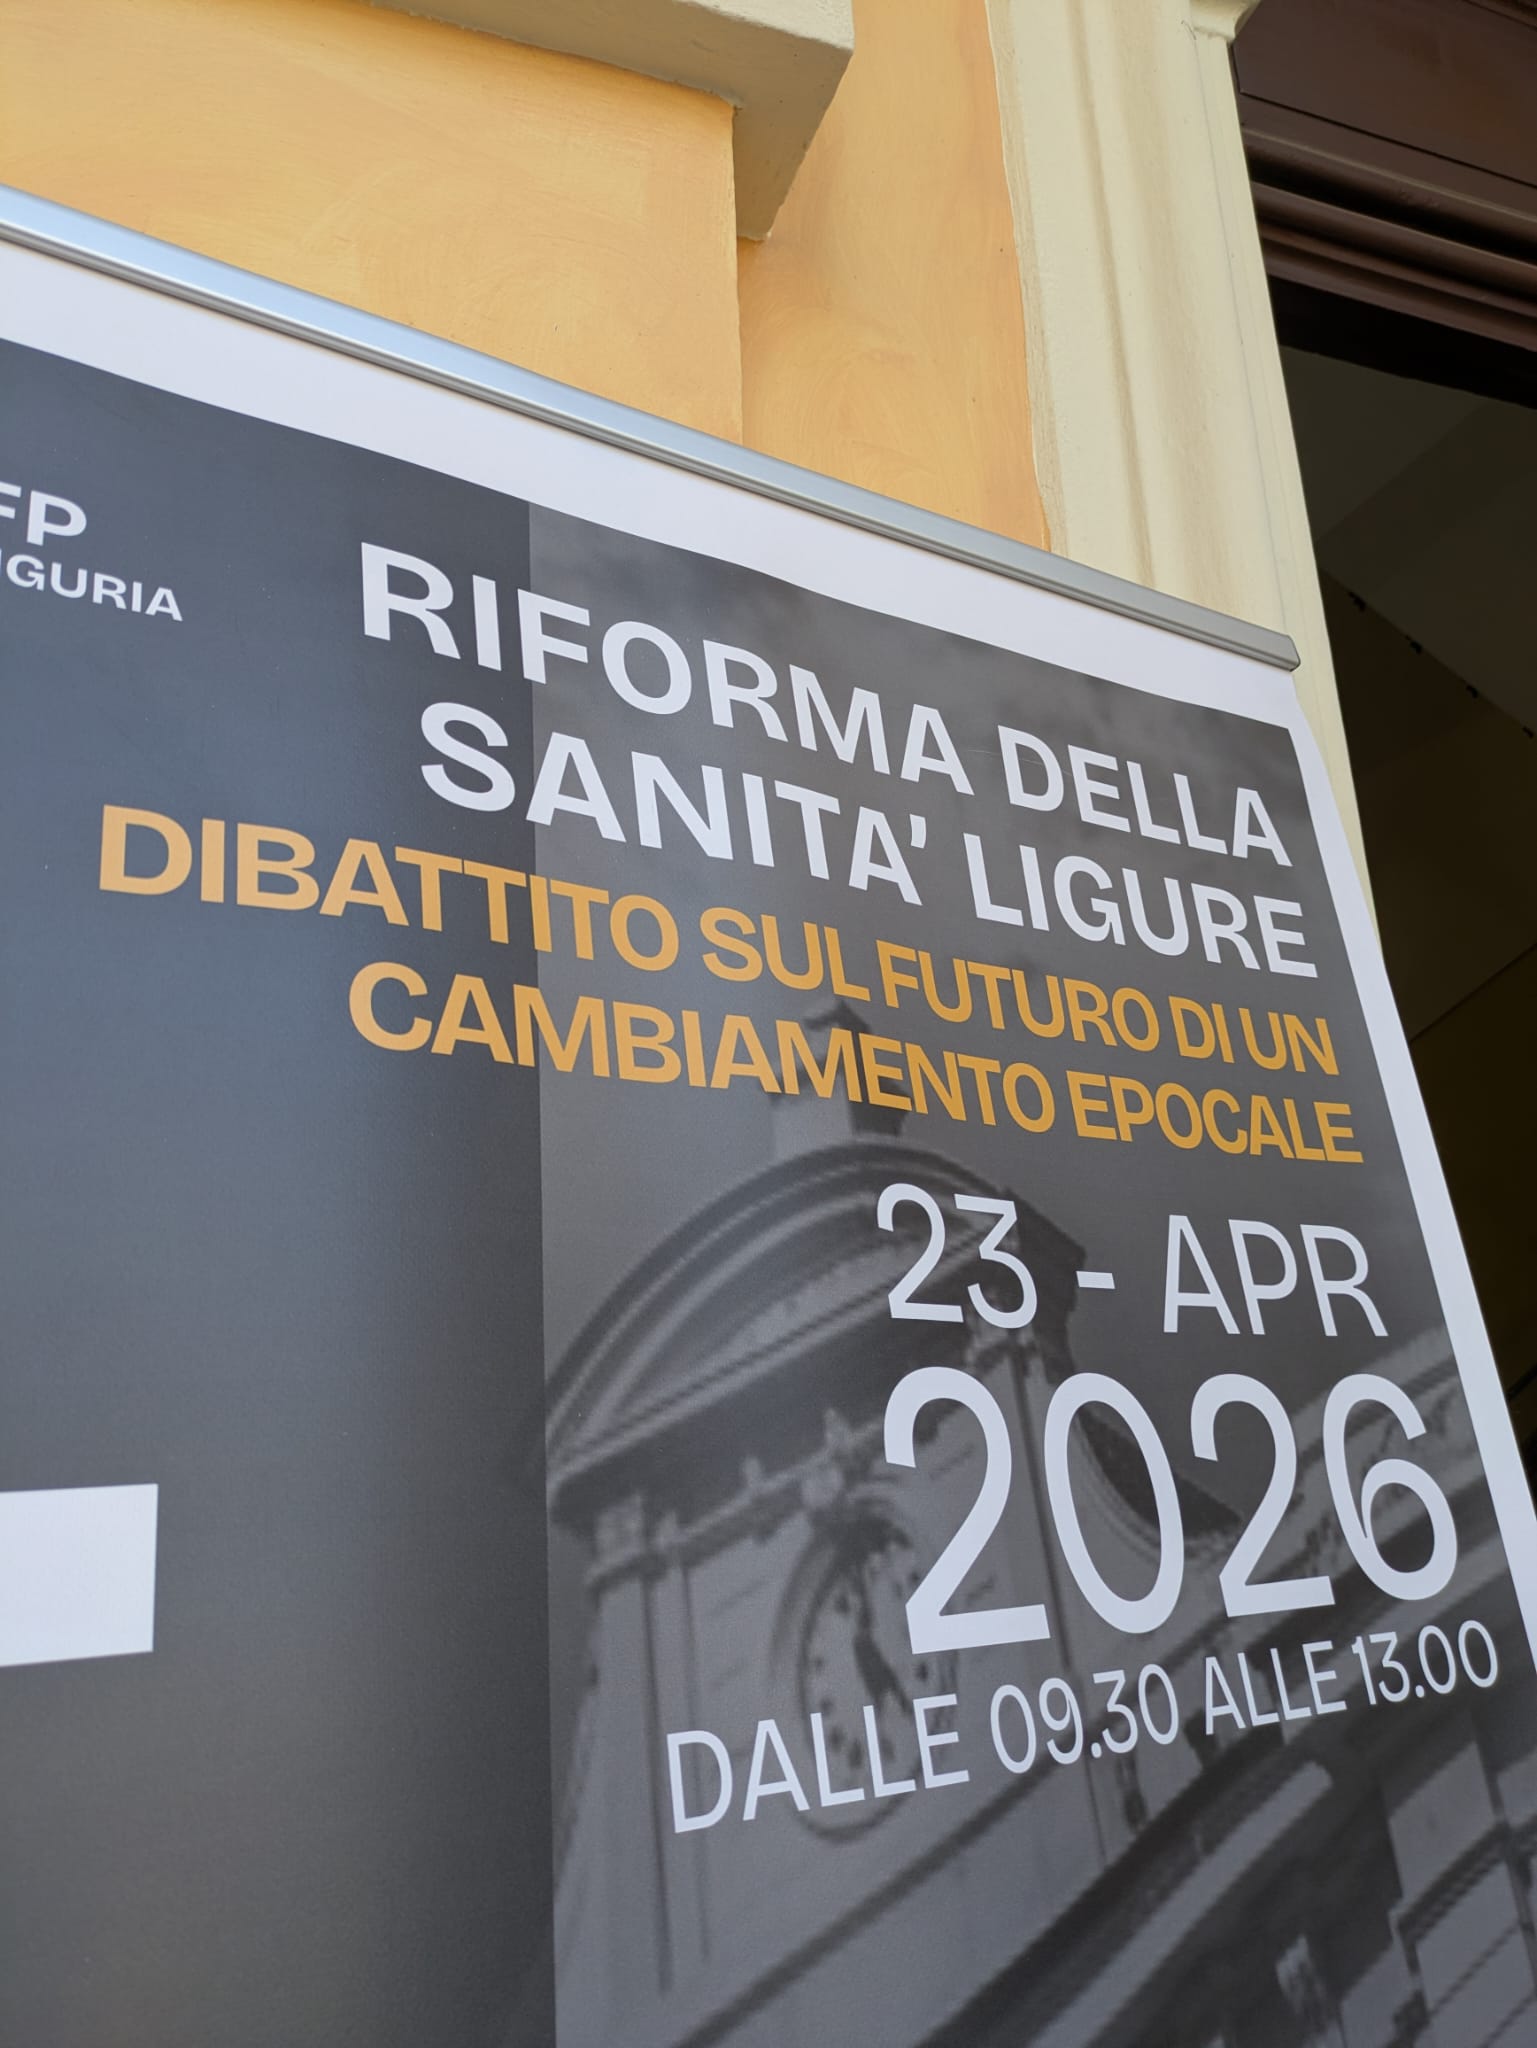 FP
IGURIA
RIFORMA DELLA
SANITA' LIGURE
DIBATTITO SUL FUTURO DI UN
CAMBIAMENTO EPOCALE
23 - APR
2026
DALLE 09.30 ALLE 13.00